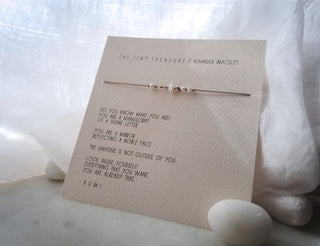 THE TINY TREASURE // REMINDER BRACELET
DO YOU KNOW WHAT YOU ARE?
YOU ARE A MANUSCRIPT
OF A DIVINE LETTER.
YOU ARE A MIRROR
REFLECTING A NOBLE FACE.
THE UNIVERSE IS NOT OUTSIDE OF YOU.
LOOK INSIDE YOURSELF;
EVERYTHING THAT YOU WANT,
YOU ARE ALREADY THAT.
- RUMI